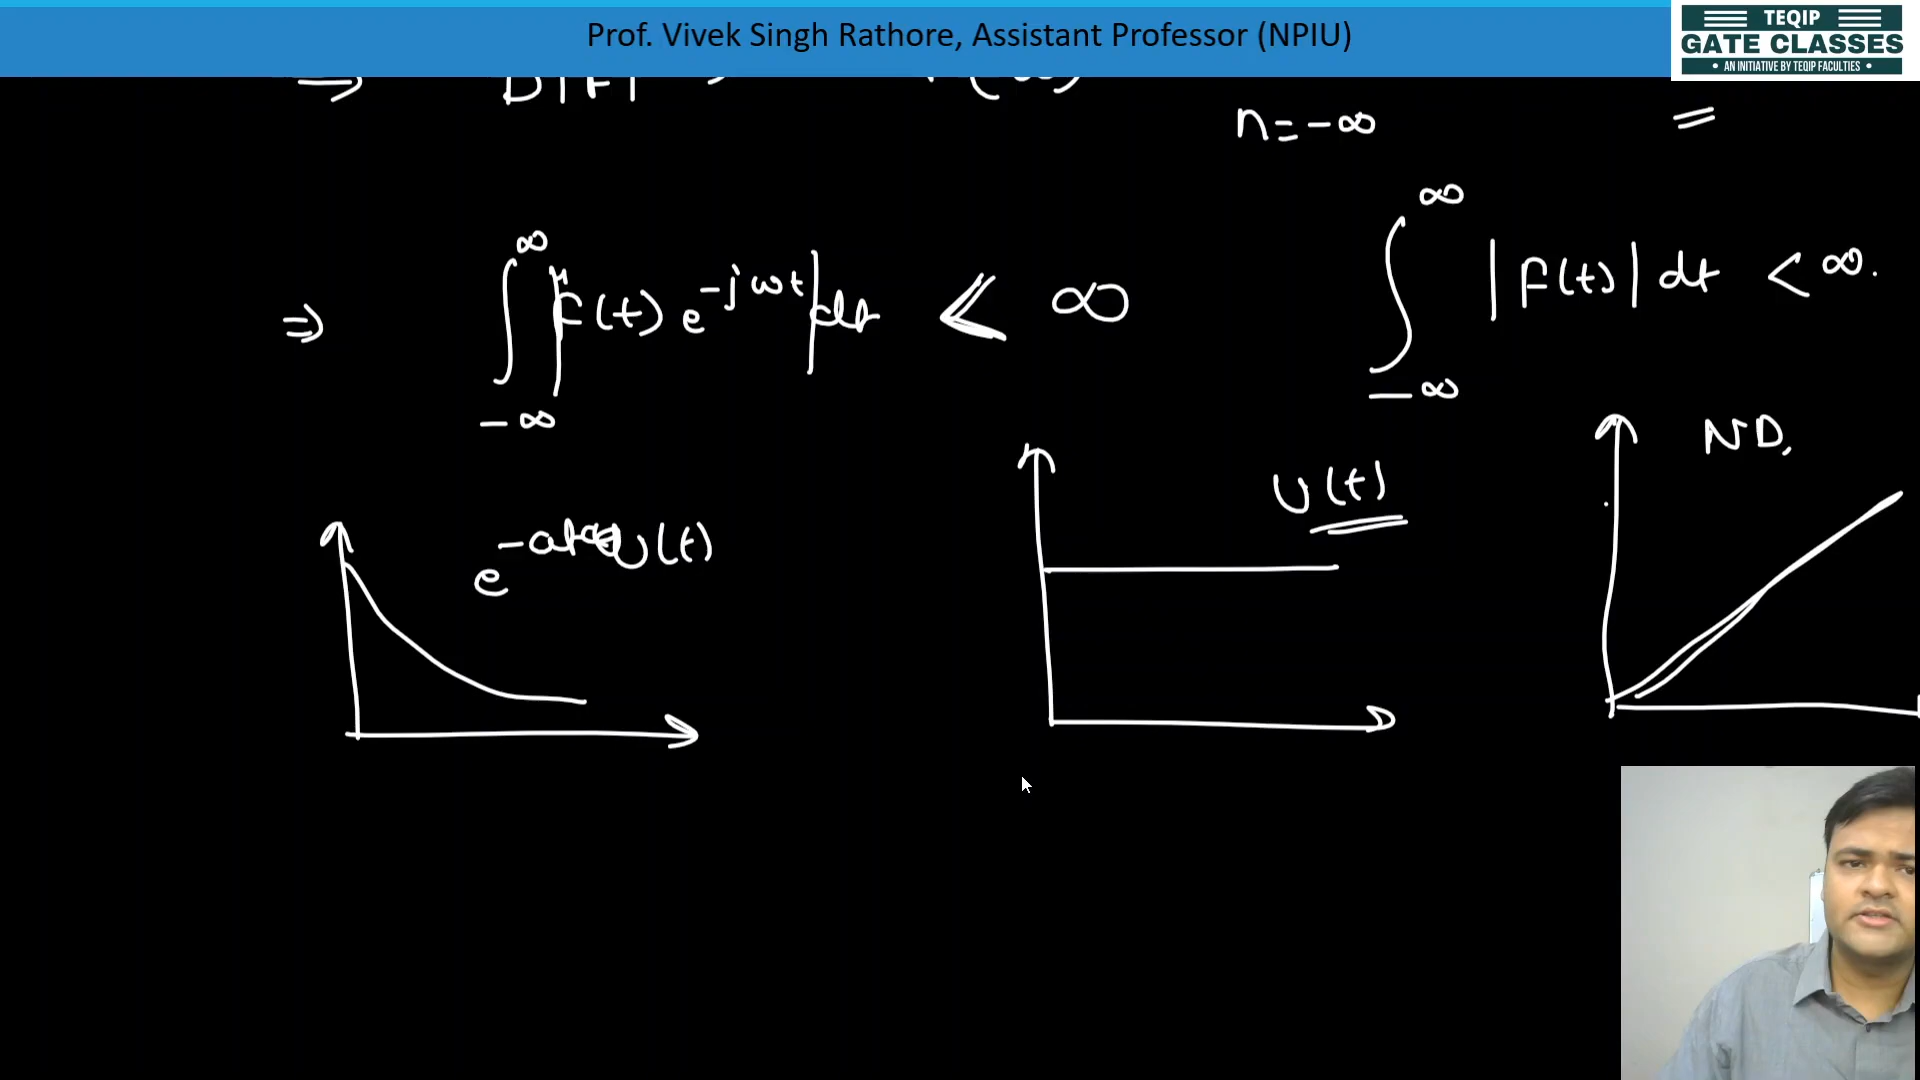 Prof. Vivek Singh Rathore, Assistant Professor (NPIU)
TEQIP
GATE CLASSES
• AN INITIATIVE BY TEQIP FACULTIES •
n=-∞
=
⇒ ∫_{-∞}^{∞} |f(t) e^{-jωt}| dt < ∞
∫_{-∞}^{∞} |f(t)| dt < ∞.
e^{-at} U(t)
U(t)
ND.